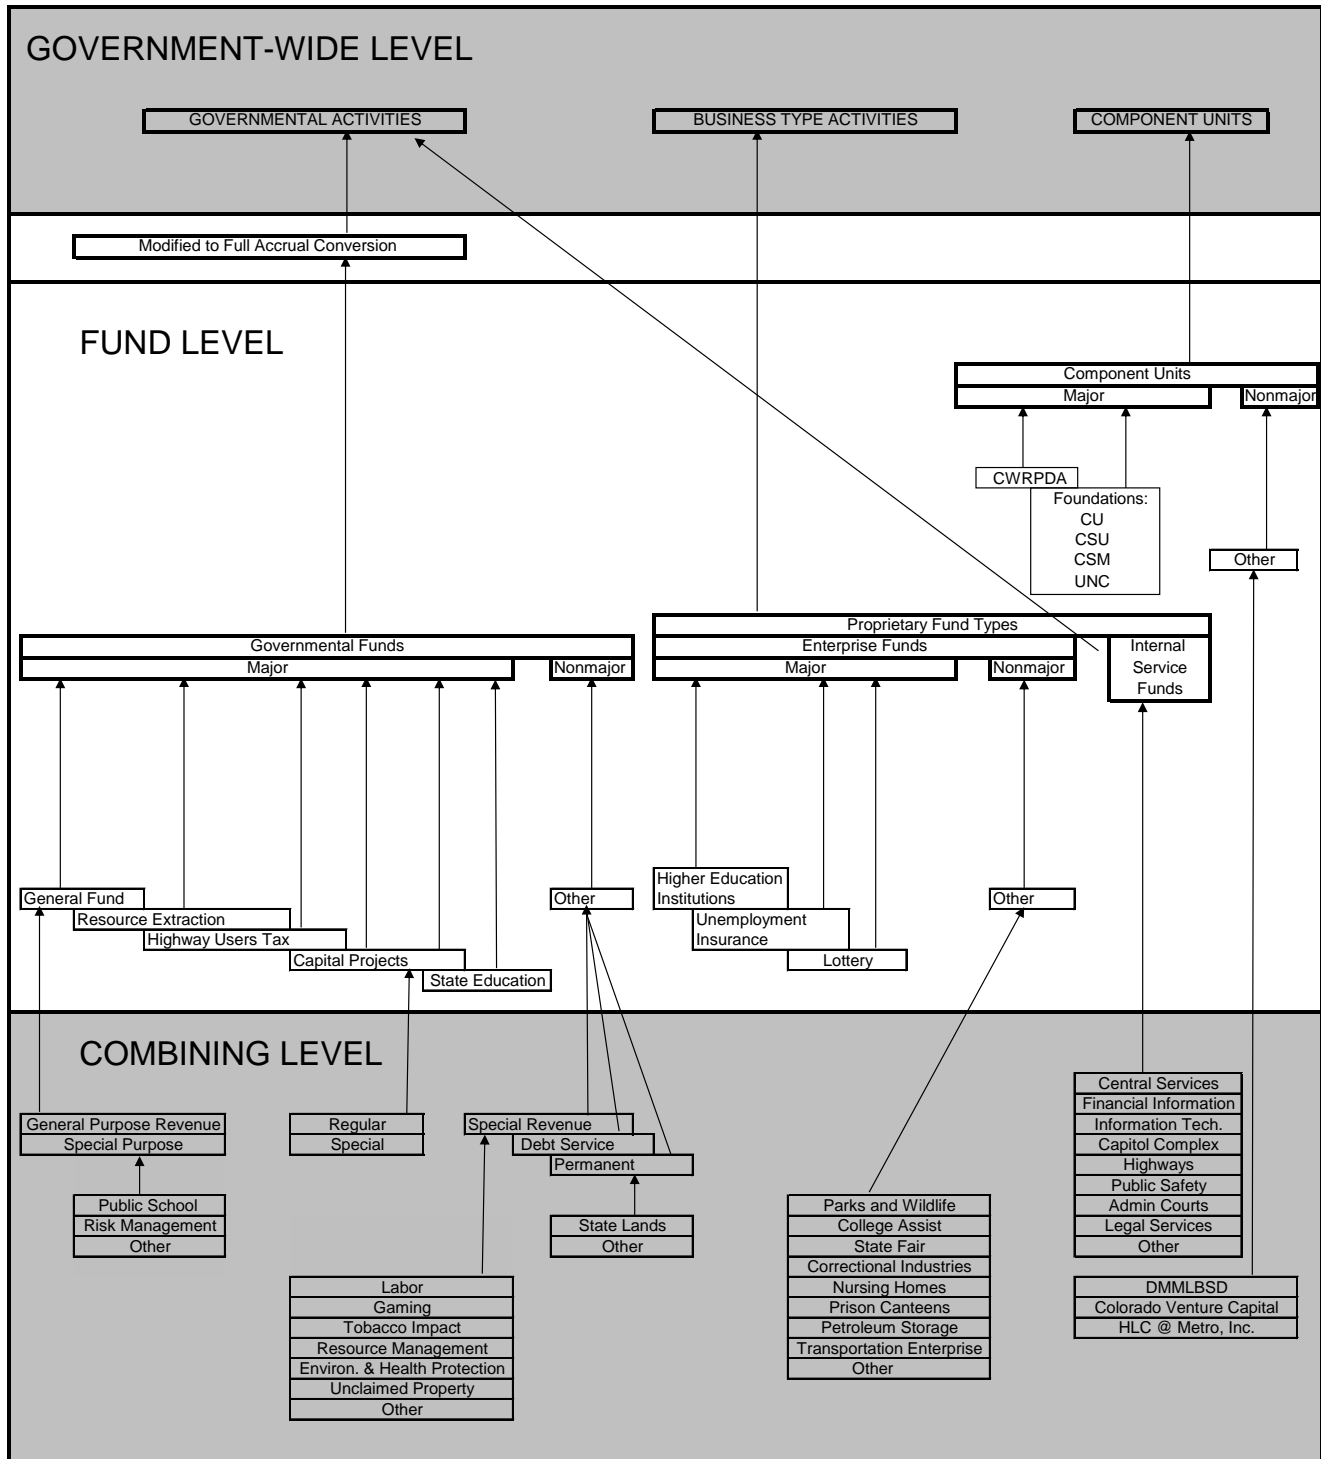 GOVERNMENT-WIDE LEVEL
GOVERNMENTAL ACTIVITIES
BUSINESS TYPE ACTIVITIES
COMPONENT UNITS
Modified to Full Accrual Conversion
FUND LEVEL
Component Units
Major
Nonmajor
CWRPDA
Foundations:
CU
CSU
CSM
UNC
Other
Governmental Funds
Major
Nonmajor
Proprietary Fund Types
Enterprise Funds
Major
Nonmajor
Internal
Service
Funds
General Fund
Resource Extraction
Highway Users Tax
Capital Projects
State Education
Other
Higher Education
Institutions
Unemployment
Insurance
Lottery
Other
COMBINING LEVEL
General Purpose Revenue
Special Purpose
Public School
Risk Management
Other
Regular
Special
Special Revenue
Debt Service
Permanent
State Lands
Other
Labor
Gaming
Tobacco Impact
Resource Management
Environ. & Health Protection
Unclaimed Property
Other
Parks and Wildlife
College Assist
State Fair
Correctional Industries
Nursing Homes
Prison Canteens
Petroleum Storage
Transportation Enterprise
Other
Central Services
Financial Information
Information Tech.
Capitol Complex
Highways
Public Safety
Admin Courts
Legal Services
Other
DMMLBSD
Colorado Venture Capital
HLC @ Metro, Inc.